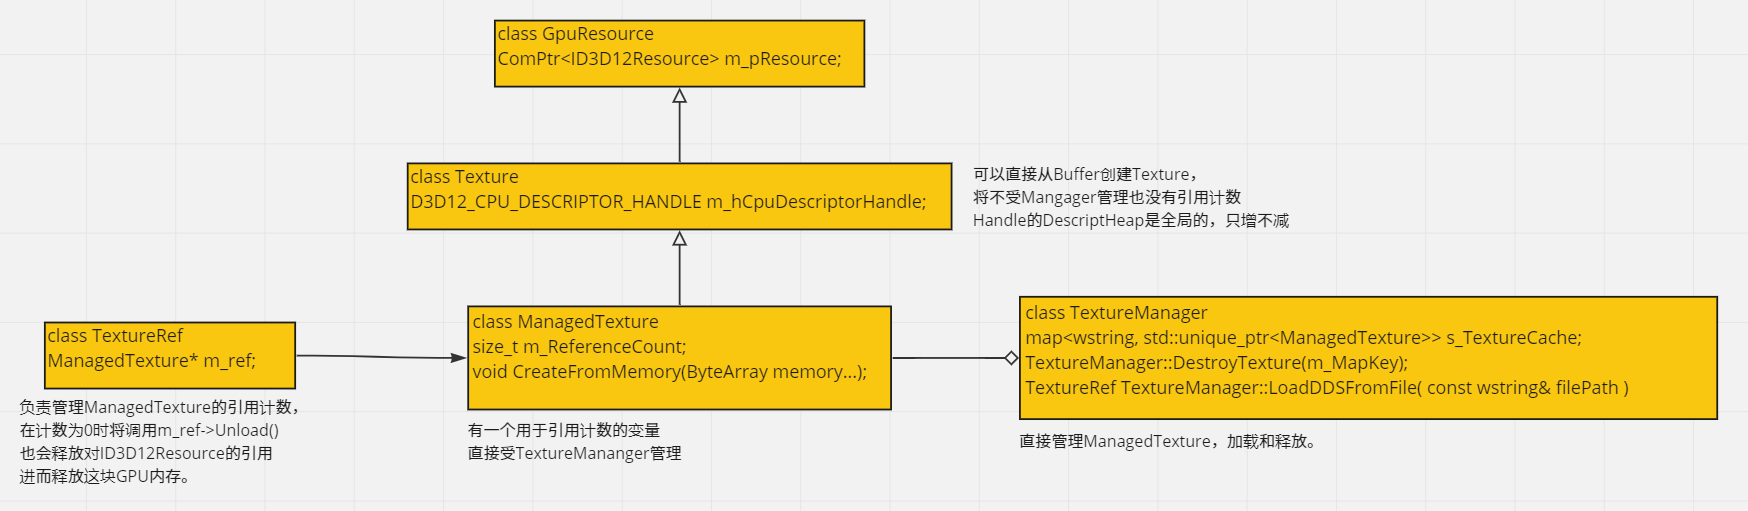 class GpuResource
ComPtr<ID3D12Resource> m_pResource;
class Texture
D3D12_CPU_DESCRIPTOR_HANDLE m_hCpuDescriptorHandle;
可以直接从Buffer创建Texture，
将不受Mangager管理也没有引用计数
Handle的DescriptHeap是全局的，只增不减
class TextureRef
ManagedTexture* m_ref;
负责管理ManagedTexture的引用计数，
在计数为0时将调用m_ref->Unload()
也会释放对ID3D12Resource的引用
进而释放这块GPU内存。
class ManagedTexture
size_t m_ReferenceCount;
void CreateFromMemory(ByteArray memory...);
有一个用于引用计数的变量
直接受TextureMananger管理
class TextureManager
map<wstring, std::unique_ptr<ManagedTexture>> s_TextureCache;
TextureManager::DestroyTexture(m_MapKey);
TextureRef TextureManager::LoadDDSFromFile( const wstring& filePath )
直接管理ManagedTexture，加载和释放。